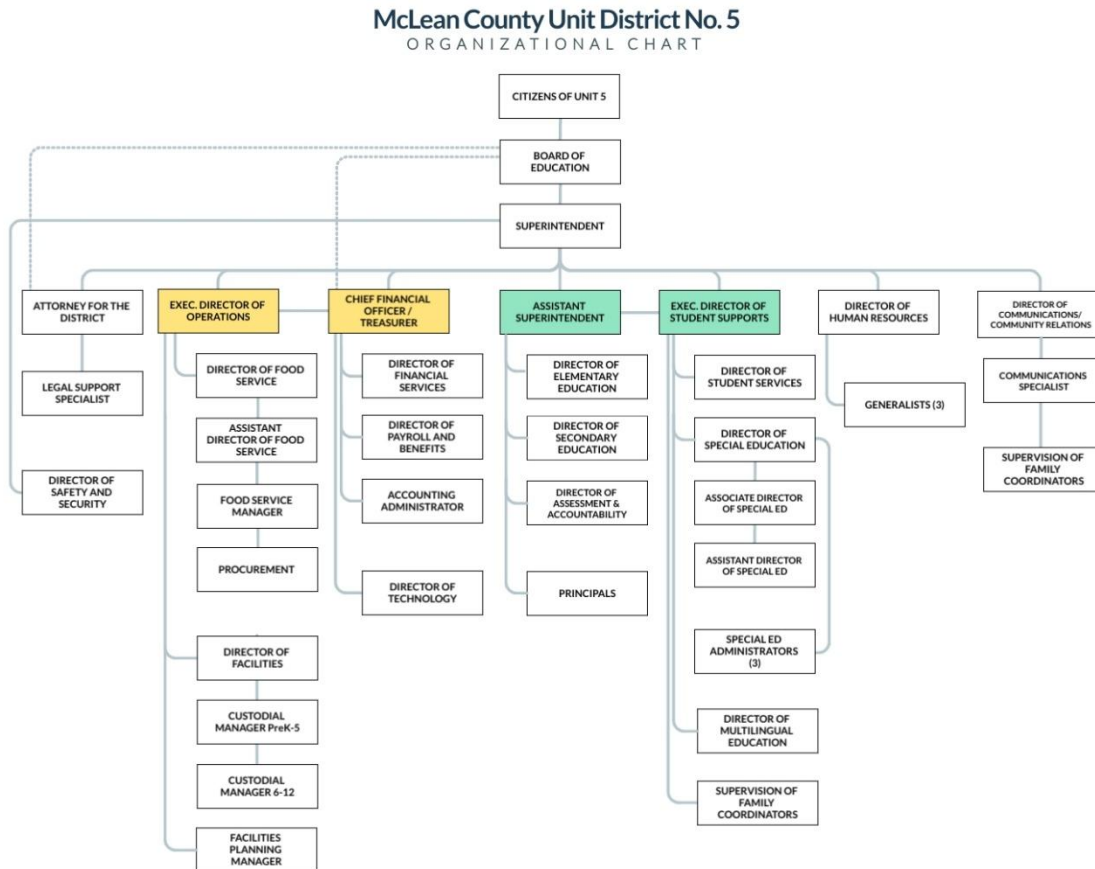 McLean County Unit District No. 5
ORGANIZATIONAL CHART
CITIZENS OF UNIT 5
BOARD OF
EDUCATION
SUPERINTENDENT
ATTORNEY FOR THE
DISTRICT
LEGAL SUPPORT
SPECIALIST
DIRECTOR OF
SAFETY AND
SECURITY
EXEC. DIRECTOR OF
OPERATIONS
DIRECTOR OF FOOD
SERVICE
ASSISTANT
DIRECTOR OF FOOD
SERVICE
FOOD SERVICE
MANAGER
PROCUREMENT
DIRECTOR OF
FACILITIES
CUSTODIAL
MANAGER PreK-5
CUSTODIAL
MANAGER 6-12
FACILITIES
PLANNING
MANAGER
CHIEF FINANCIAL
OFFICER /
TREASURER
DIRECTOR OF
FINANCIAL
SERVICES
DIRECTOR OF
PAYROLL AND
BENEFITS
ACCOUNTING
ADMINISTRATOR
DIRECTOR OF
TECHNOLOGY
ASSISTANT
SUPERINTENDENT
DIRECTOR OF
ELEMENTARY
EDUCATION
DIRECTOR OF
SECONDARY
EDUCATION
DIRECTOR OF
ASSESSMENT &
ACCOUNTABILITY
PRINCIPALS
EXEC. DIRECTOR OF
STUDENT SUPPORTS
DIRECTOR OF
STUDENT SERVICES
DIRECTOR OF
SPECIAL EDUCATION
ASSOCIATE DIRECTOR
OF SPECIAL ED
ASSISTANT DIRECTOR
OF SPECIAL ED
SPECIAL ED
ADMINISTRATORS
(3)
DIRECTOR OF
MULTILINGUAL
EDUCATION
SUPERVISION OF
FAMILY
COORDINATORS
DIRECTOR OF
HUMAN RESOURCES
GENERALISTS (3)
DIRECTOR OF
COMMUNICATIONS/
COMMUNITY RELATIONS
COMMUNICATIONS
SPECIALIST
SUPERVISION OF
FAMILY
COORDINATORS